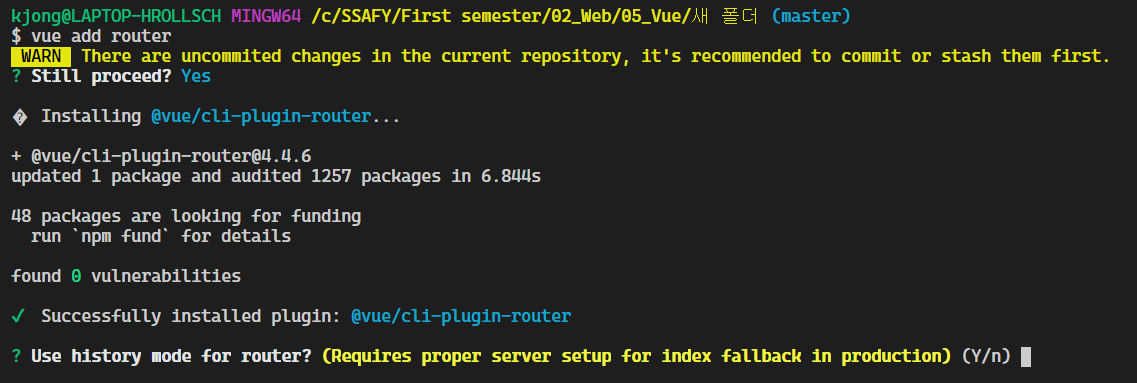 kjong@LAPTOP-HROLLSCH MINGW64 /c/SSAFY/First semester/02_Web/05_Vue/새 폴더 (master)
$ vue add router
WARN There are uncommited changes in the current repository, it's recommended to commit or stash them first.
? Still proceed? Yes
� Installing @vue/cli-plugin-router...
+ @vue/cli-plugin-router@4.4.6
updated 1 package and audited 1257 packages in 6.844s
48 packages are looking for funding
run `npm fund` for details
found 0 vulnerabilities
✔ Successfully installed plugin: @vue/cli-plugin-router
? Use history mode for router? (Requires proper server setup for index fallback in production) (Y/n)